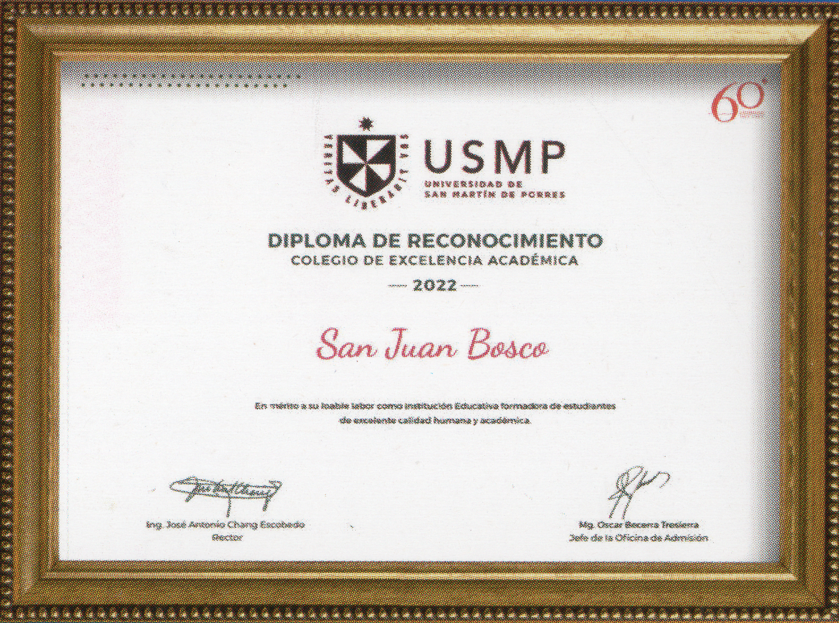 60°
VERITAS LIBERABIT VOS
USMP
UNIVERSIDAD DE
SAN MARTÍN DE PORRES
DIPLOMA DE RECONOCIMIENTO
COLEGIO DE EXCELENCIA ACADÉMICA
— 2022 —
San Juan Bosco
En mérito a su loable labor como Institución Educativa formadora de estudiantes
de excelente calidad humana y académica.
Ing. José Antonio Chang Escobedo
Rector
Mg. Oscar Becerra Tresierra
Jefe de la Oficina de Admisión